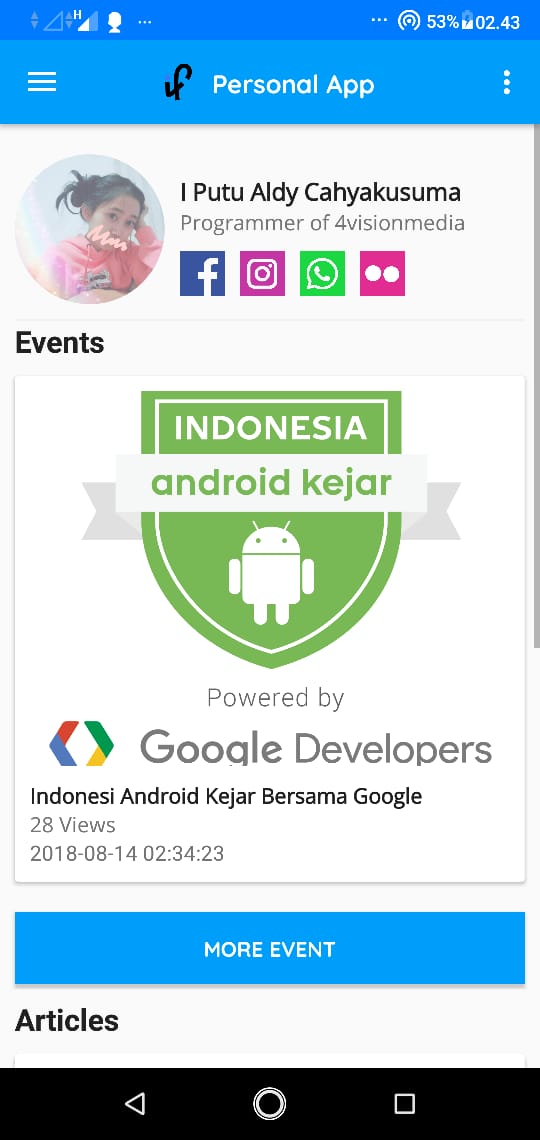 H
53%
02.43
Personal App
I Putu Aldy Cahyakusuma
Programmer of 4visionmedia
Events
INDONESIA
android kejar
Powered by
Google Developers
Indonesi Android Kejar Bersama Google
28 Views
2018-08-14 02:34:23
MORE EVENT
Articles